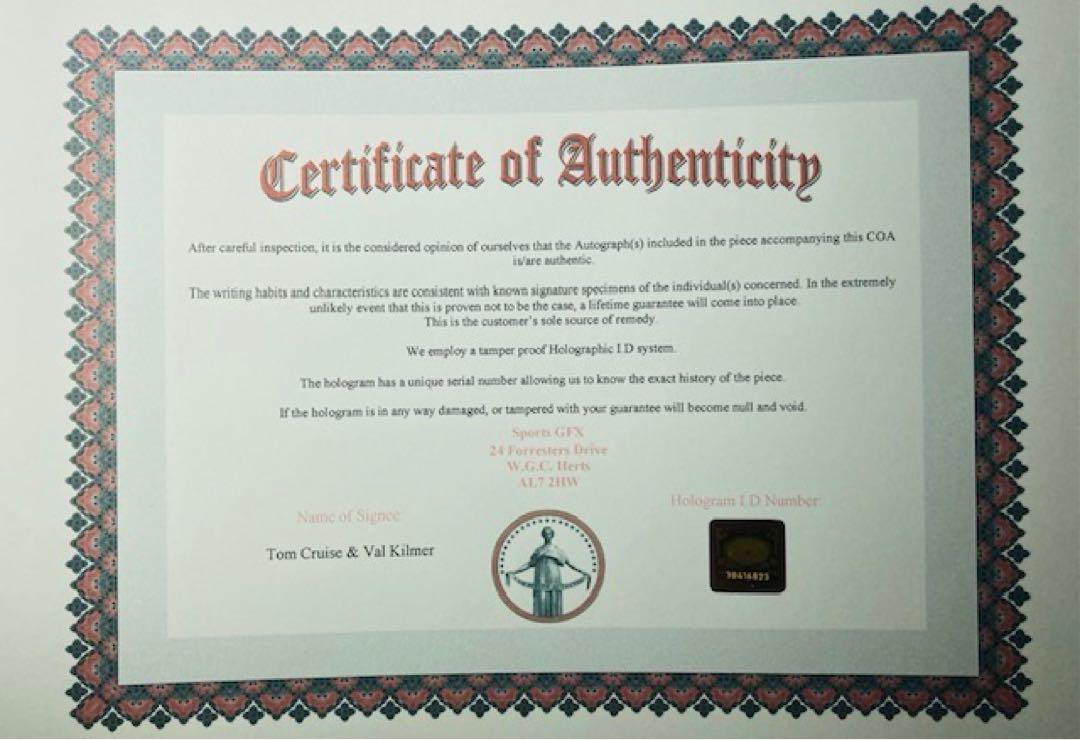 Certificate of Authenticity
After careful inspection, it is the considered opinion of ourselves that the Autograph(s) included in the piece accompanying this COA
is/are authentic.
The writing habits and characteristics are consistent with known signature specimens of the individual(s) concerned. In the extremely
unlikely event that this is proven not to be the case, a lifetime guarantee will come into place.
This is the customer's sole source of remedy.
We employ a tamper proof Holographic I.D system.
The hologram has a unique serial number allowing us to know the exact history of the piece.
If the hologram is in any way damaged, or tampered with your guarantee will become null and void.
Sports GFX
24 Forresters Drive
W.G.C. Herts
AL7 2HW
Name of Signee
Hologram I.D Number:
Tom Cruise & Val Kilmer